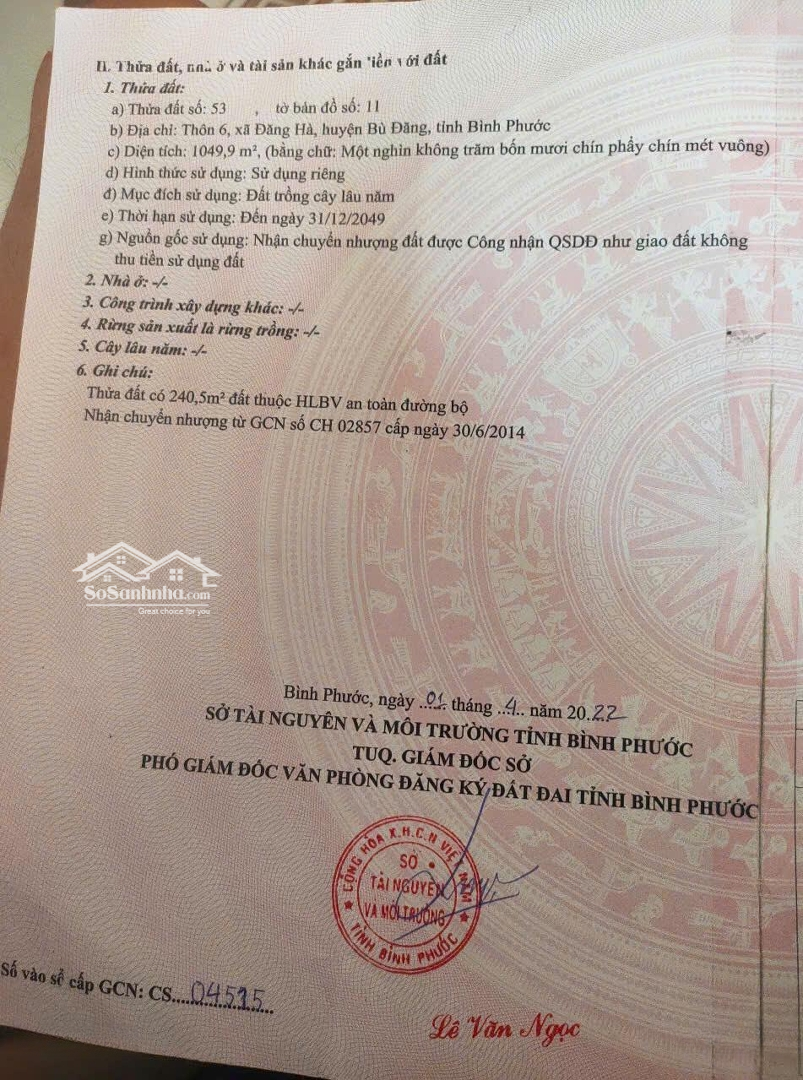 II. Thửa đất, nhà ở và tài sản khác gắn liền với đất
1. Thửa đất:
a) Thửa đất số: 53 , tờ bản đồ số: 11
b) Địa chỉ: Thôn 6, xã Đăng Hà, huyện Bù Đăng, tỉnh Bình Phước
c) Diện tích: 1049,9 m², (bằng chữ: Một nghìn không trăm bốn mươi chín phẩy chín mét vuông)
d) Hình thức sử dụng: Sử dụng riêng
đ) Mục đích sử dụng: Đất trồng cây lâu năm
e) Thời hạn sử dụng: Đến ngày 31/12/2049
g) Nguồn gốc sử dụng: Nhận chuyển nhượng đất được Công nhận QSDĐ như giao đất không
thu tiền sử dụng đất
2. Nhà ở: -/-
3. Công trình xây dựng khác: -/-
4. Rừng sản xuất là rừng trồng: -/-
5. Cây lâu năm: -/-
6. Ghi chú:
Thửa đất có 240,5m² đất thuộc HLBV an toàn đường bộ
Nhận chuyển nhượng từ GCN số CH 02857 cấp ngày 30/6/2014
SoSanhnha.com
Great choice for you
Bình Phước, ngày ..01.. tháng ..4.. năm 20.22
SỞ TÀI NGUYÊN VÀ MÔI TRƯỜNG TỈNH BÌNH PHƯỚC
TUQ. GIÁM ĐỐC SỞ
PHÓ GIÁM ĐỐC VĂN PHÒNG ĐĂNG KÝ ĐẤT ĐAI TỈNH BÌNH PHƯỚC
CỘNG HÒA X.H.C.N VIỆT NAM
SỞ
TÀI NGUYÊN
VÀ MÔI TRƯỜNG
TỈNH BÌNH PHƯỚC
Số vào sổ cấp GCN: CS....04515
Lê Văn Ngọc